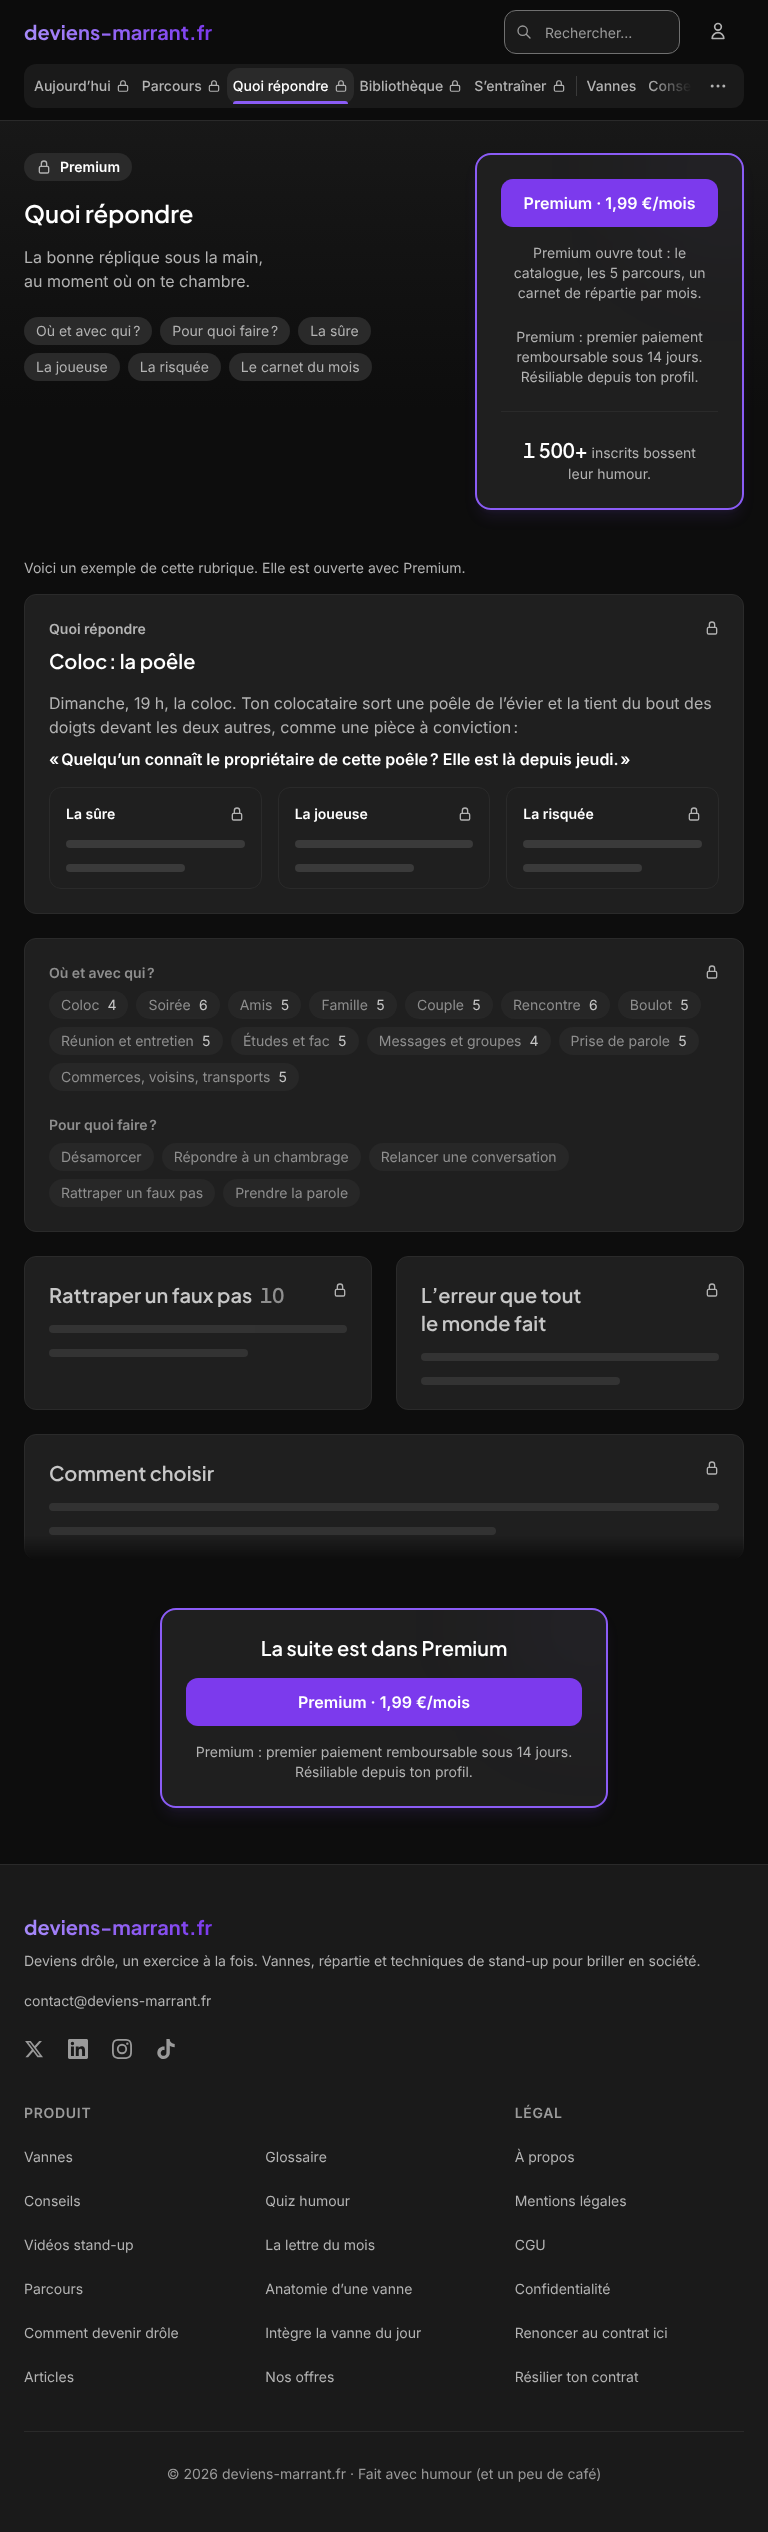 deviens-marrant.fr
Rechercher...
Aujourd’hui
Parcours
Quoi répondre
Bibliothèque
S’entraîner
Vannes
Premium
Quoi répondre
La bonne réplique sous la main,
au moment où on te chambre.
Où et avec qui ?
Pour quoi faire ?
La sûre
La joueuse
La risquée
Le carnet du mois
Premium · 1,99 €/mois
Premium ouvre tout : le
catalogue, les 5 parcours, un
carnet de répartie par mois.
Premium : premier paiement
remboursable sous 14 jours.
Résiliable depuis ton profil.
1 500+ inscrits bossent
leur humour.
Voici un exemple de cette rubrique. Elle est ouverte avec Premium.
Quoi répondre
Coloc : la poêle
Dimanche, 19 h, la coloc. Ton colocataire sort une poêle de l’évier et la tient du bout des
doigts devant les deux autres, comme une pièce à conviction :
« Quelqu’un connaît le propriétaire de cette poêle ? Elle est là depuis jeudi. »
La sûre
La joueuse
La risquée
Où et avec qui ?
Coloc 4
Soirée 6
Amis 5
Famille 5
Couple 5
Rencontre 6
Boulot 5
Réunion et entretien 5
Études et fac 5
Messages et groupes 4
Prise de parole 5
Commerces, voisins, transports 5
Pour quoi faire ?
Désamorcer
Répondre à un chambrage
Relancer une conversation
Rattraper un faux pas
Prendre la parole
Rattraper un faux pas 10
L’erreur que tout
le monde fait
Comment choisir
La suite est dans Premium
Premium · 1,99 €/mois
Premium : premier paiement remboursable sous 14 jours.
Résiliable depuis ton profil.
deviens-marrant.fr
Deviens drôle, un exercice à la fois. Vannes, répartie et techniques de stand-up pour briller en société.
contact@deviens-marrant.fr
PRODUIT
Vannes
Conseils
Vidéos stand-up
Parcours
Comment devenir drôle
Articles
Glossaire
Quiz humour
La lettre du mois
Anatomie d’une vanne
Intègre la vanne du jour
Nos offres
LÉGAL
À propos
Mentions légales
CGU
Confidentialité
Renoncer au contrat ici
Résilier ton contrat
© 2026 deviens-marrant.fr · Fait avec humour (et un peu de café)